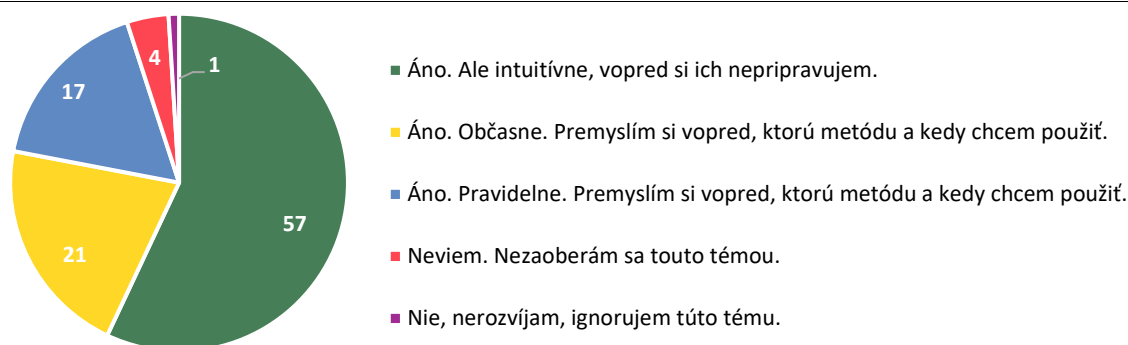 4
1
17
57
21
Áno. Ale intuitívne, vopred si ich nepripravujem.
Áno. Občasne. Premyslím si vopred, ktorú metódu a kedy chcem použiť.
Áno. Pravidelne. Premyslím si vopred, ktorú metódu a kedy chcem použiť.
Neviem. Nezaoberám sa touto témou.
Nie, nerozvíjam, ignorujem túto tému.